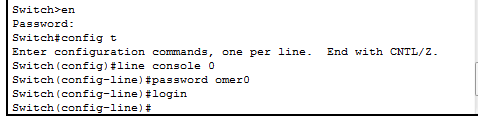 Switch>en
Password:
Switch#config t
Enter configuration commands, one per line.  End with CNTL/Z.
Switch(config)#line console 0
Switch(config-line)#password omer0
Switch(config-line)#login
Switch(config-line)#